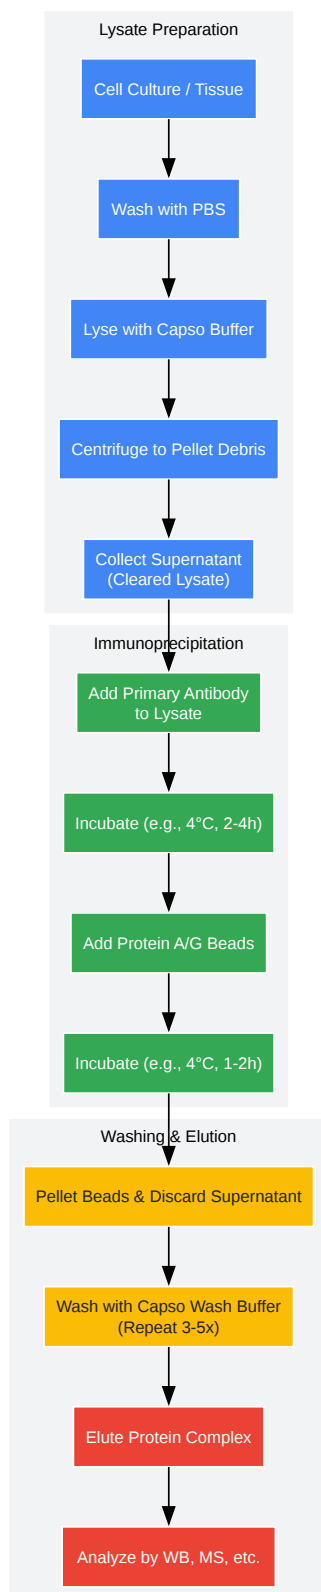 Lysate Preparation
Cell Culture / Tissue
Wash with PBS
Lyse with Capso Buffer
Centrifuge to Pellet Debris
Collect Supernatant
(Cleared Lysate)
Immunoprecipitation
Add Primary Antibody
to Lysate
Incubate (e.g., 4°C, 2-4h)
Add Protein A/G Beads
Incubate (e.g., 4°C, 1-2h)
Washing & Elution
Pellet Beads & Discard Supernatant
Wash with Capso Wash Buffer
(Repeat 3-5x)
Elute Protein Complex
Analyze by WB, MS, etc.